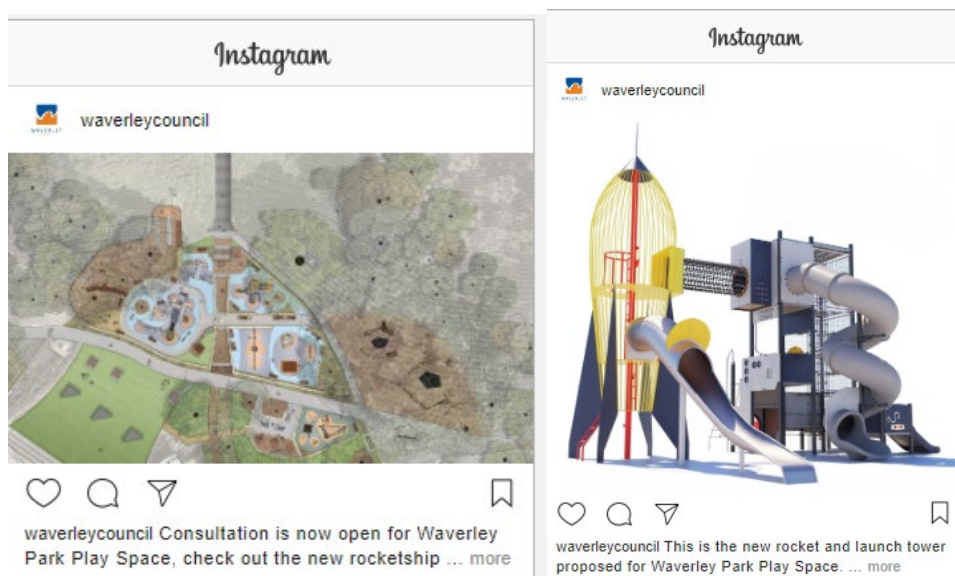 Instagram
waverleycouncil
waverleycouncil Consultation is now open for Waverley
Park Play Space, check out the new rocketship ... more
Instagram
waverleycouncil
waverleycouncil This is the new rocket and launch tower
proposed for Waverley Park Play Space. ... more